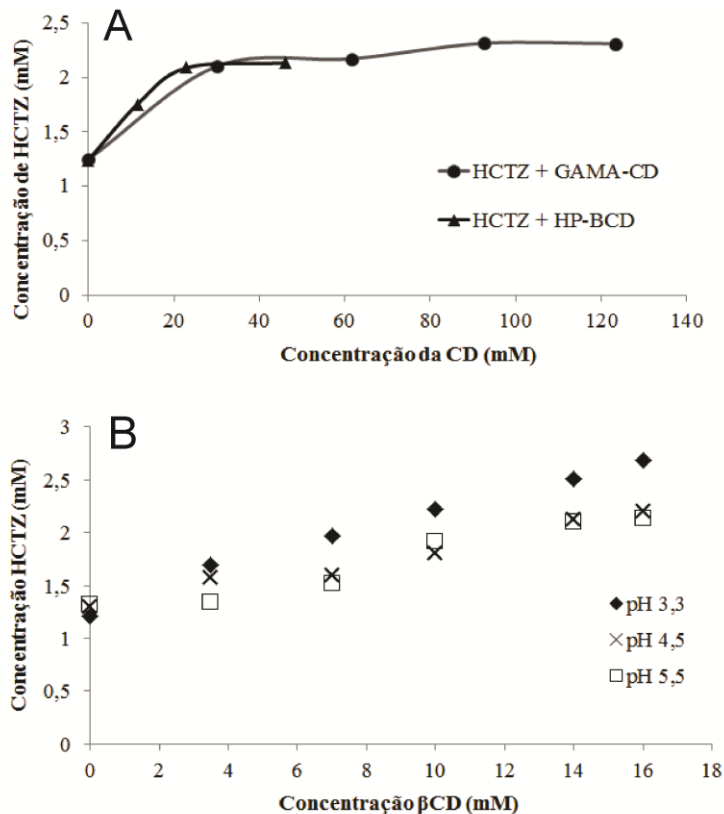 A
Concentração de HCTZ (mM)
2,5
2
1,5
1
0,5
0
HCTZ + GAMA-CD
HCTZ + HP-BCD
0 20 40 60 80 100 120 140
Concentração da CD (mM)
B
Concentração HCTZ (mM)
3
2,5
2
1,5
1
0,5
0
pH 3,3
pH 4,5
pH 5,5
0 2 4 6 8 10 12 14 16 18
Concentração βCD (mM)